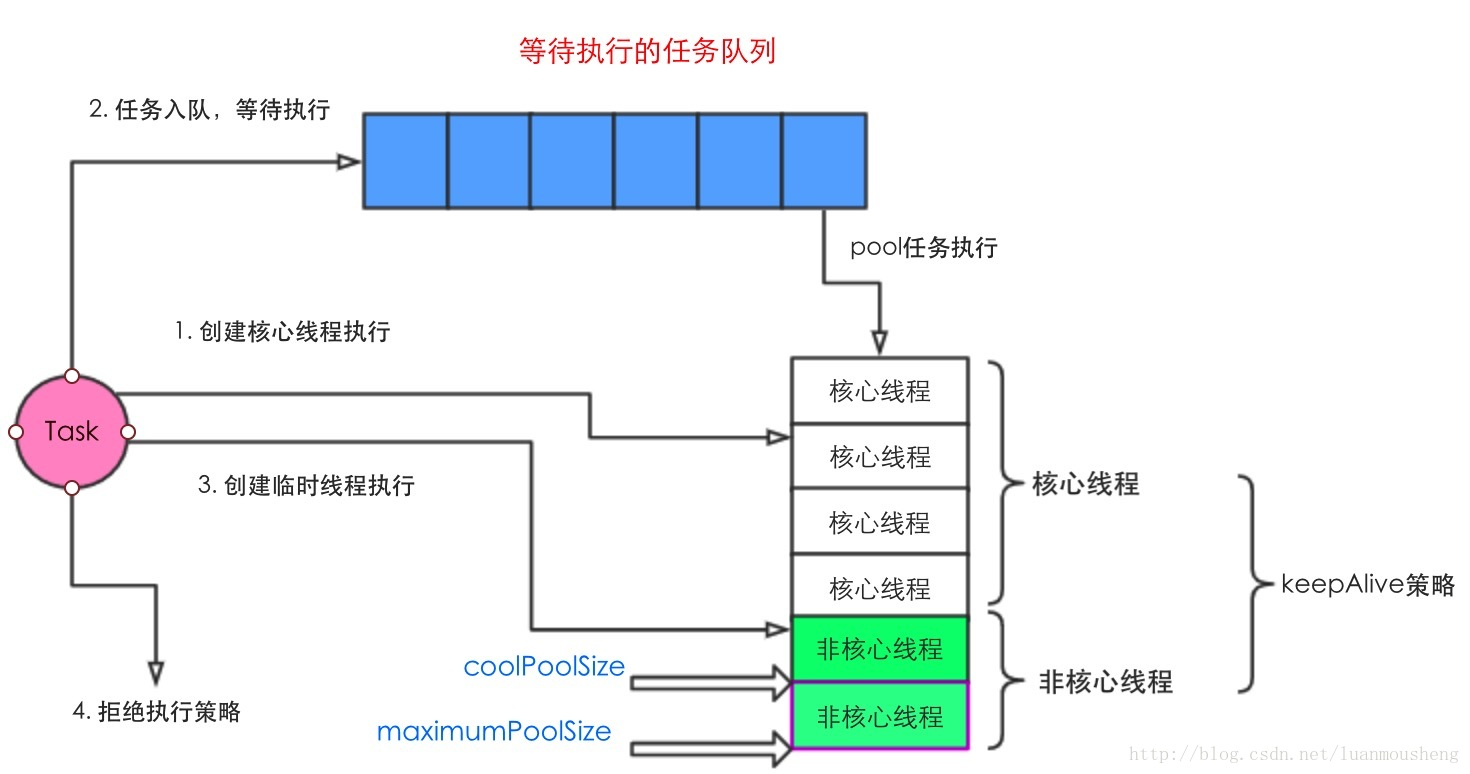 等待执行的任务队列
2. 任务入队，等待执行
pool任务执行
1. 创建核心线程执行
Task
3. 创建临时线程执行
4. 拒绝执行策略
核心线程
核心线程
核心线程
核心线程
非核心线程
非核心线程
核心线程
非核心线程
keepAlive策略
coolPoolSize
maximumPoolSize
http://blog.csdn.net/luanmousheng